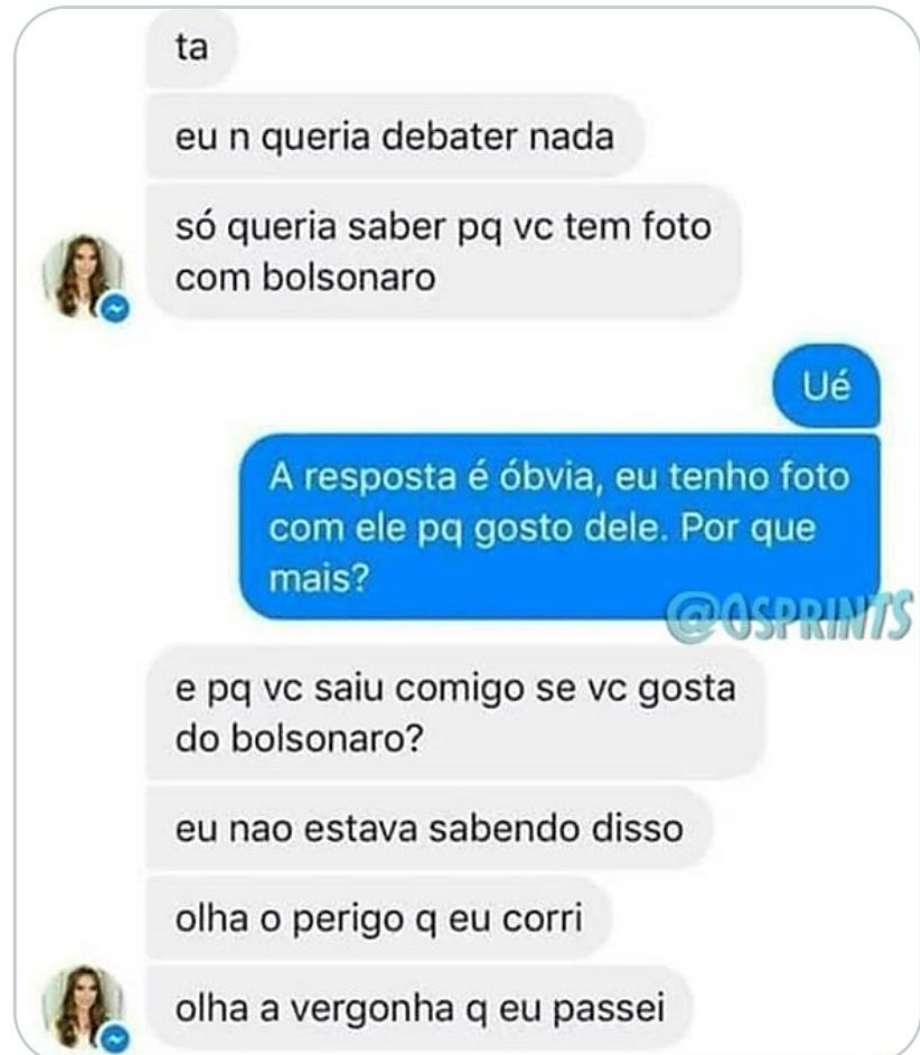 ta
eu n queria debater nada
só queria saber pq vc tem foto
com bolsonaro
Ué
A resposta é óbvia, eu tenho foto
com ele pq gosto dele. Por que
mais?
@OSPRINTS
e pq vc saiu comigo se vc gosta
do bolsonaro?
eu nao estava sabendo disso
olha o perigo q eu corri
olha a vergonha q eu passei